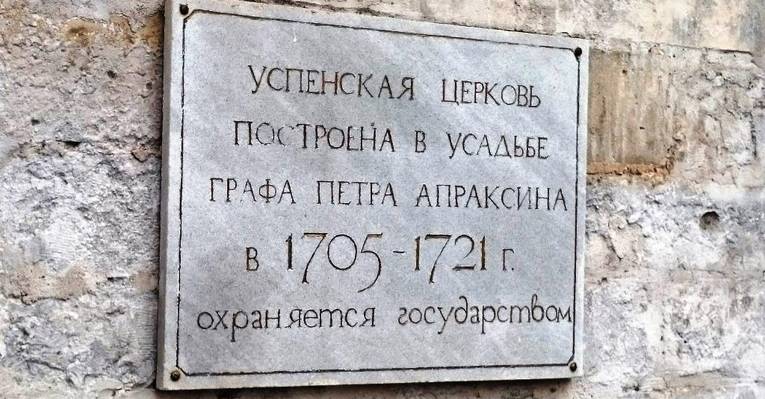 УСПЕНСКАЯ ЦЕРКОВЬ
ПОСТРОЕНА В УСАДЬБЕ
ГРАФА ПЕТРА АПРАКСИНА
В 1705-1721 г.
охраняется государством